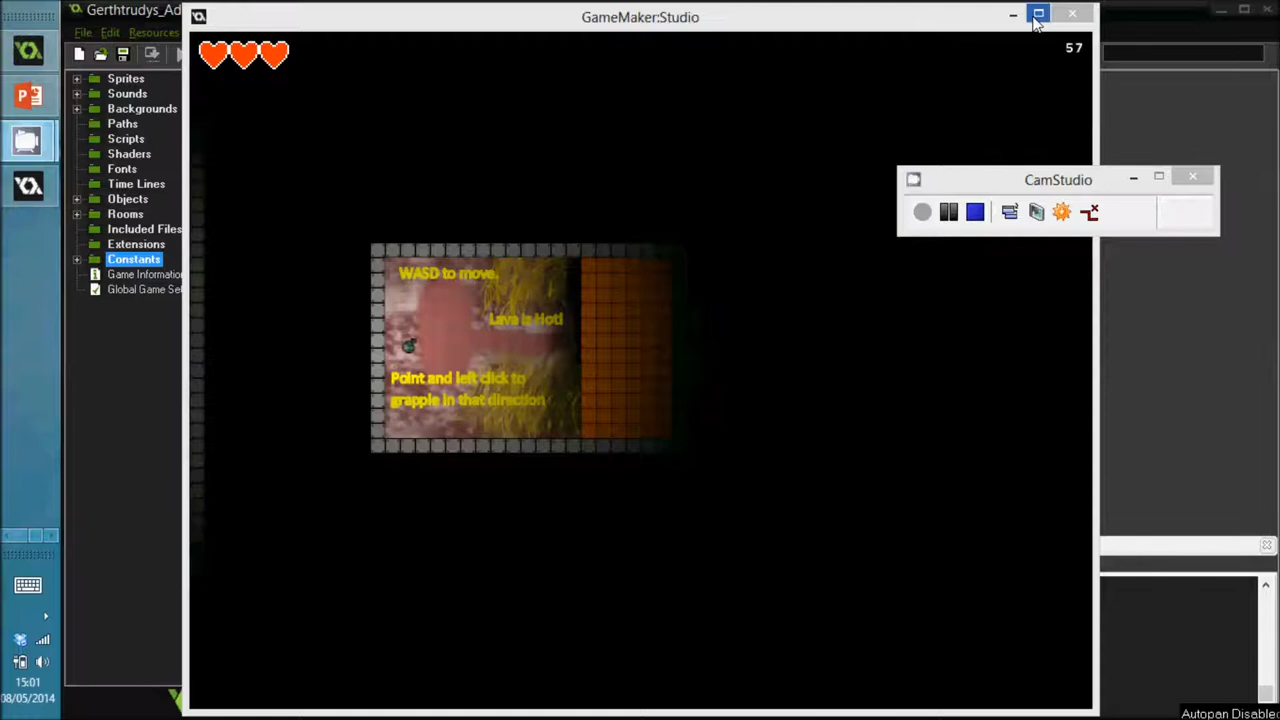 Gerthtrudys_Ad
GameMaker:Studio
File Edit Resources
57
Sprites
Sounds
Backgrounds
Paths
Scripts
Shaders
Fonts
Time Lines
Objects
Rooms
Included Files
Extensions
Constants
Game Informatio
Global Game Se
CamStudio
WASD to move.
Lava is Hot!
Point and left click to
grapple in that direction
15:01
08/05/2014
Autopan Disable